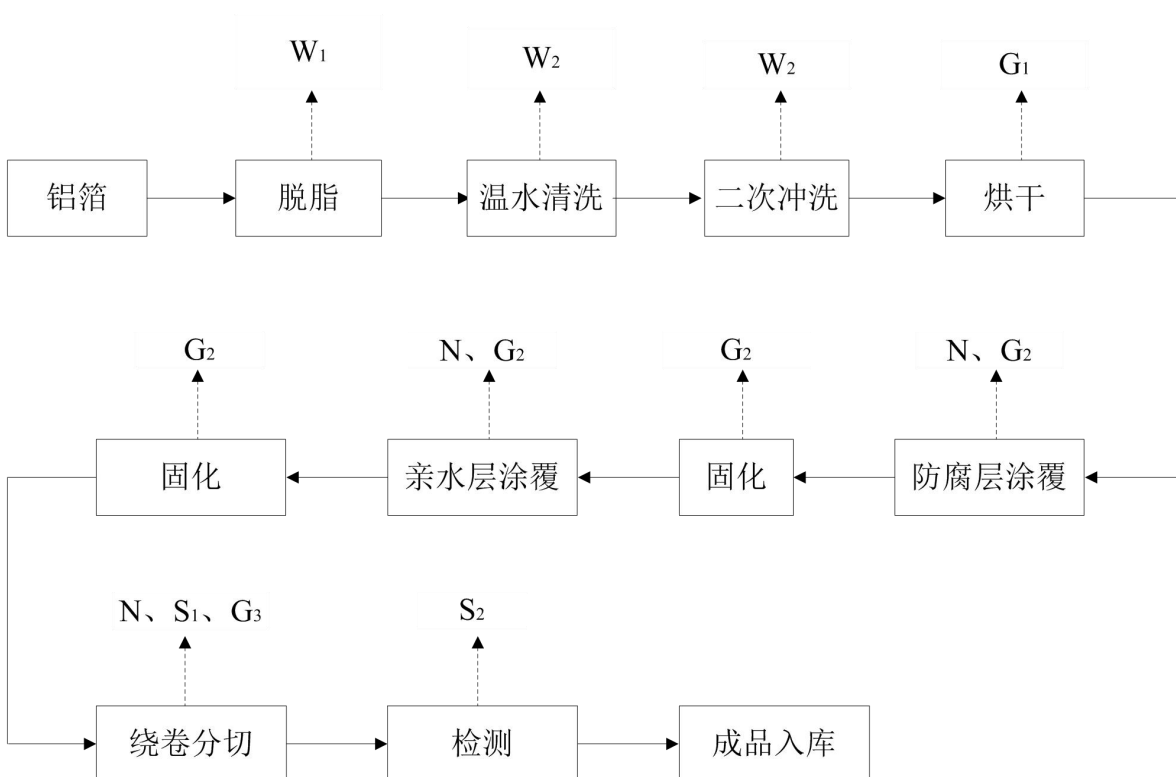 W₁ W₂ W₂ G₁
铝箔 脱脂 温水清洗 二次冲洗 烘干
G₂ N、G₂ G₂ N、G₂
固化 亲水层涂覆 固化 防腐层涂覆
N、S₁、G₃ S₂
绕卷分切 检测 成品入库